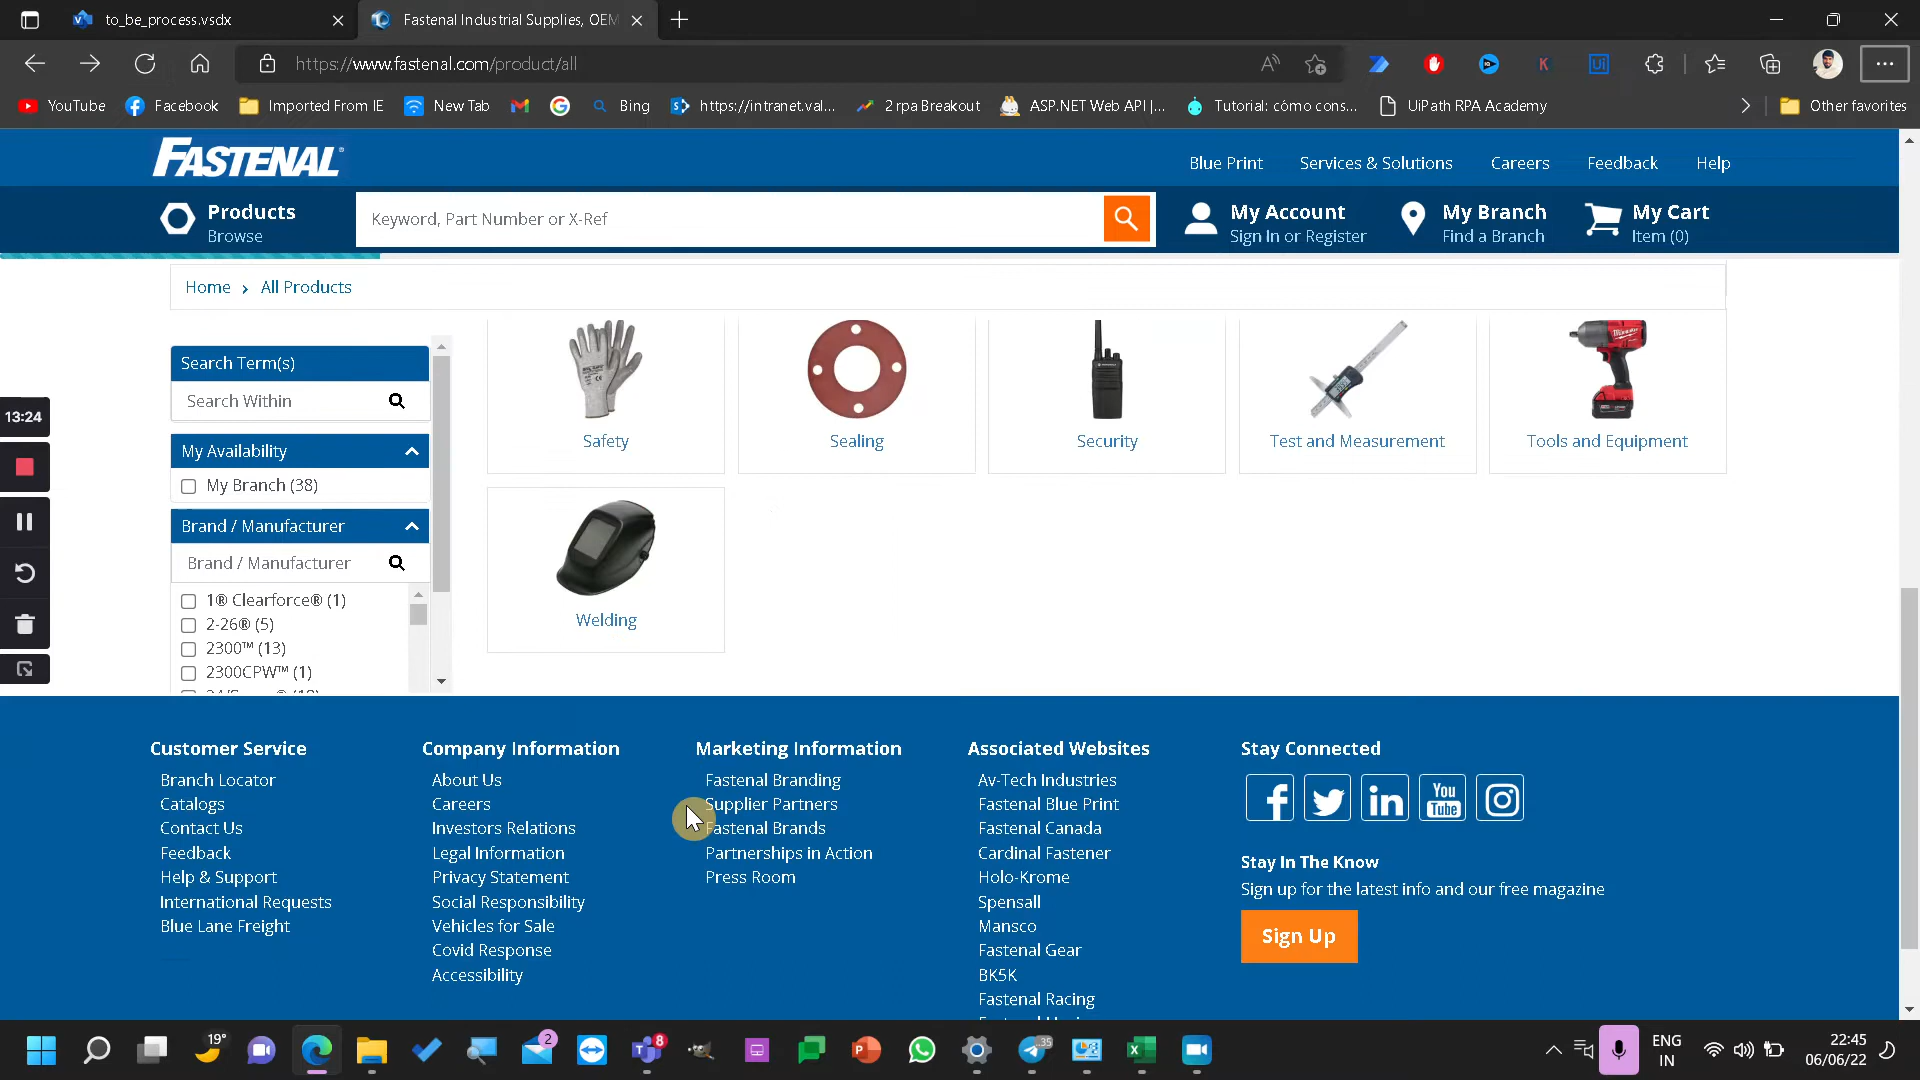 to_be_process.vsdx
Fastenal Industrial Supplies, OEM
https://www.fastenal.com/product/all
YouTube
Facebook
Imported From IE
New Tab
Bing
https://intranet.val...
2 rpa Breakout
ASP.NET Web API |...
Tutorial: cómo cons...
UiPath RPA Academy
Other favorites
FASTENAL
Blue Print
Services & Solutions
Careers
Feedback
Help
Products
Browse
Keyword, Part Number or X-Ref
My Account
Sign In or Register
My Branch
Find a Branch
My Cart
Item (0)
Home > All Products
Search Term(s)
Search Within
My Availability
My Branch (38)
Brand / Manufacturer
Brand / Manufacturer
1® Clearforce® (1)
2-26® (5)
2300™ (13)
2300CPW™ (1)
Safety
Sealing
Security
Test and Measurement
Tools and Equipment
Welding
13:24
Customer Service
Branch Locator
Catalogs
Contact Us
Feedback
Help & Support
International Requests
Blue Lane Freight
Company Information
About Us
Careers
Investors Relations
Legal Information
Privacy Statement
Social Responsibility
Vehicles for Sale
Covid Response
Accessibility
Marketing Information
Fastenal Branding
Supplier Partners
Fastenal Brands
Partnerships in Action
Press Room
Associated Websites
Av-Tech Industries
Fastenal Blue Print
Fastenal Canada
Cardinal Fastener
Holo-Krome
Spensall
Mansco
Fastenal Gear
BK5K
Fastenal Racing
Stay Connected
You Tube
Stay In The Know
Sign up for the latest info and our free magazine
Sign Up
19°
2
8
35
ENG
IN
22:45
06/06/22